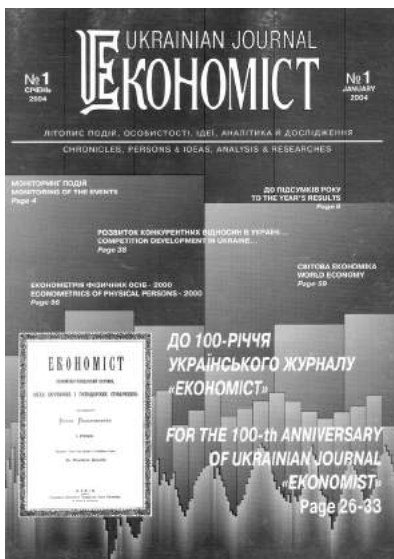 UKRAINIAN JOURNAL
ЕКОНОМІСТ
№1
СІЧЕНЬ
2004
№1
JANUARY
2004
ЛІТОПИС ПОДІЙ, ОСОБИСТОСТІ, ІДЕЇ, АНАЛІТИКА Й ДОСЛІДЖЕННЯ
CHRONICLES, PERSONS & IDEAS, ANALYSIS & RESEARCHES
МОНІТОРИНГ ПОДІЙ
MONITORING OF THE EVENTS
Page 4
ДО ПІДСУМКІВ РОКУ
TO THE YEAR'S RESULTS
Page
РОЗВИТОК КОНКУРЕНТНИХ ВІДНОСИН В УКРАЇНІ...
COMPETITION DEVELOPMENT IN UKRAINE...
Page 38
СВІТОВА ЕКОНОМІКА
WORLD ECONOMY
Page 59
ЕКОНОМЕТРІЯ ФІЗИЧНИХ ОСІБ - 2000
ECONOMETRICS OF PHYSICAL PERSONS - 2000
Page
ЕКОНОМІСТ
ДО 100-РІЧЧЯ
УКРАЇНСЬКОГО ЖУРНАЛУ
«ЕКОНОМІСТ»
FOR THE 100-th ANNIVERSARY
OF UKRAINIAN JOURNAL
«EKONOMIST»
Page 26-33